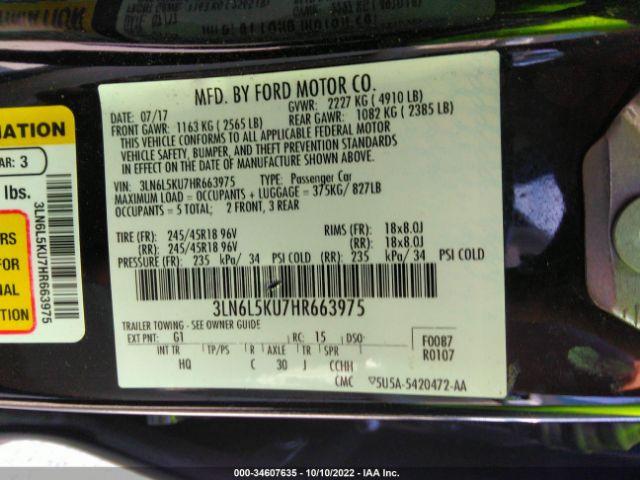 MFD. BY FORD MOTOR CO.
DATE: 07/17 GVWR: 2227 KG ( 4910 LB)
FRONT GAWR: 1163 KG ( 2565 LB) REAR GAWR: 1082 KG ( 2385 LB)
THIS VEHICLE CONFORMS TO ALL APPLICABLE FEDERAL MOTOR
VEHICLE SAFETY, BUMPER, AND THEFT PREVENTION STANDARDS
IN EFFECT ON THE DATE OF MANUFACTURE SHOWN ABOVE.
VIN: 3LN6L5KU7HR663975 TYPE: Passenger Car
MAXIMUM LOAD = OCCUPANTS + LUGGAGE = 375KG/ 827LB
OCCUPANTS = 5 TOTAL; 2 FRONT, 3 REAR
TIRE (FR): 245/45R18 96V RIMS (FR): 18x8.0J
(RR): 245/45R18 96V (RR): 18x8.0J
PRESSURE (FR): 235 kPa/ 34 PSI COLD (RR): 235 kPa/ 34 PSI COLD
3LN6L5KU7HR663975
TRAILER TOWING - SEE OWNER GUIDE
EXT PNT: G1 RC: 15 DSO: F0087
R0107
INT TR TP/PS R AXLE TR SPR
HQ C 30 J CCHH
CMC 5U5A-5420472-AA
MATION
AR: 3
lbs.
RS
FOR
NAL
TION
3LN6L5KU7HR663975
000-34607635 - 10/10/2022 - IAA Inc.